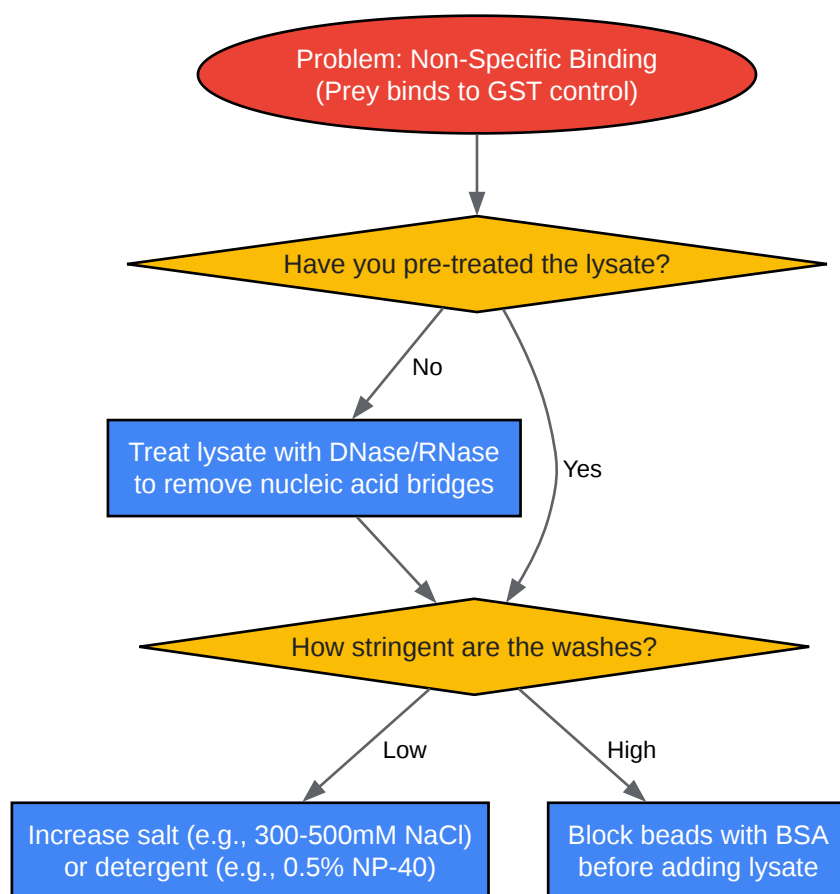 Problem: Non-Specific Binding
(Prey binds to GST control)
Have you pre-treated the lysate?
No
Treat lysate with DNase/RNase
to remove nucleic acid bridges
Yes
How stringent are the washes?
Low
High
Increase salt (e.g., 300-500mM NaCl)
or detergent (e.g., 0.5% NP-40)
Block beads with BSA
before adding lysate